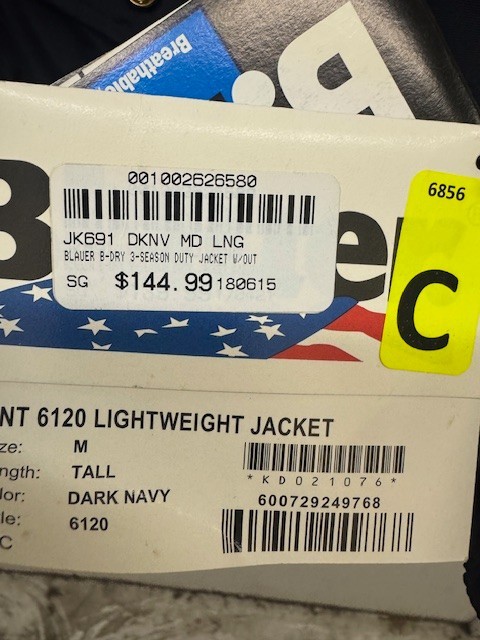 Breathable
B
001002626580
6856
JK691 DKNV MD LNG
BLAUER B-DRY 3-SEASON DUTY JACKET W/OUT
SG $144.99 180615
B er
C
NT 6120 LIGHTWEIGHT JACKET
ze: M
ngth: TALL
lor: DARK NAVY
le: 6120
C
*KD021076*
600729249768